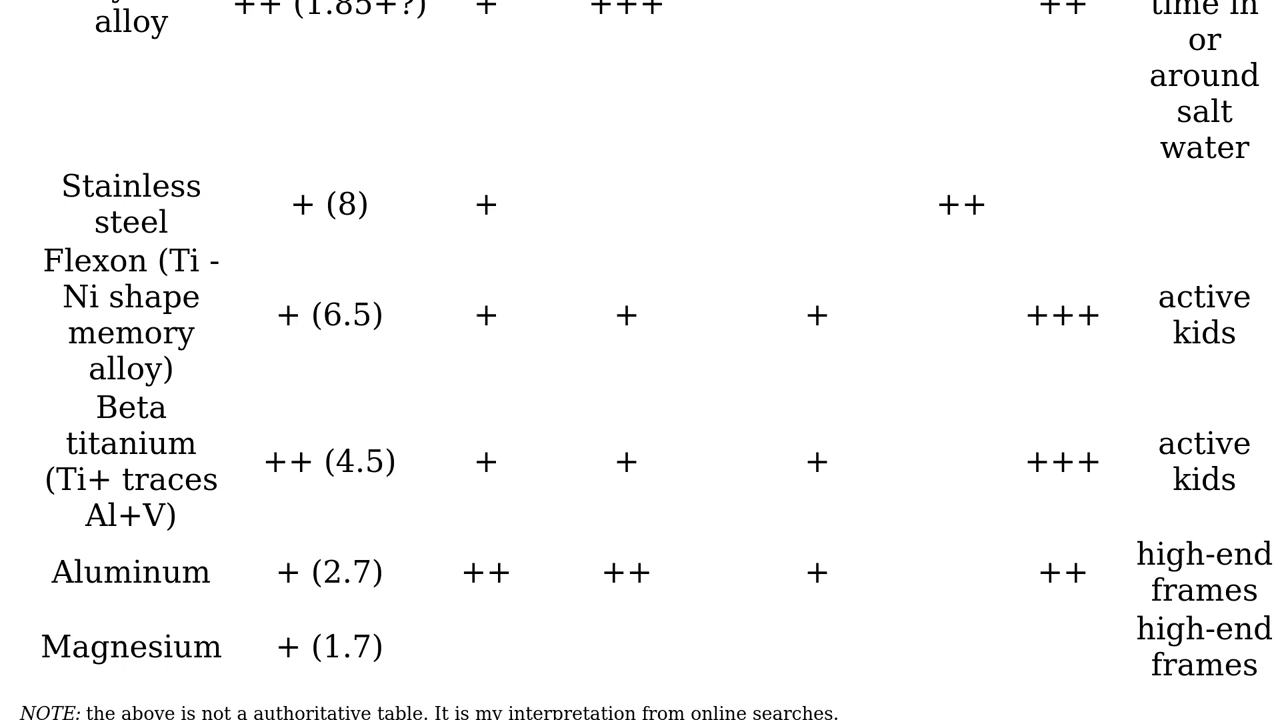 alloy ++ (1.85+?) + +++ ++ time in
or
around
salt
water
Stainless
steel + (8) + ++
Flexon (Ti -
Ni shape
memory
alloy) + (6.5) + + + +++ active
kids
Beta
titanium
(Ti+ traces
Al+V) ++ (4.5) + + + +++ active
kids
Aluminum + (2.7) ++ ++ + ++ high-end
frames
Magnesium + (1.7) high-end
frames
NOTE: the above is not a authoritative table. It is my interpretation from online searches.